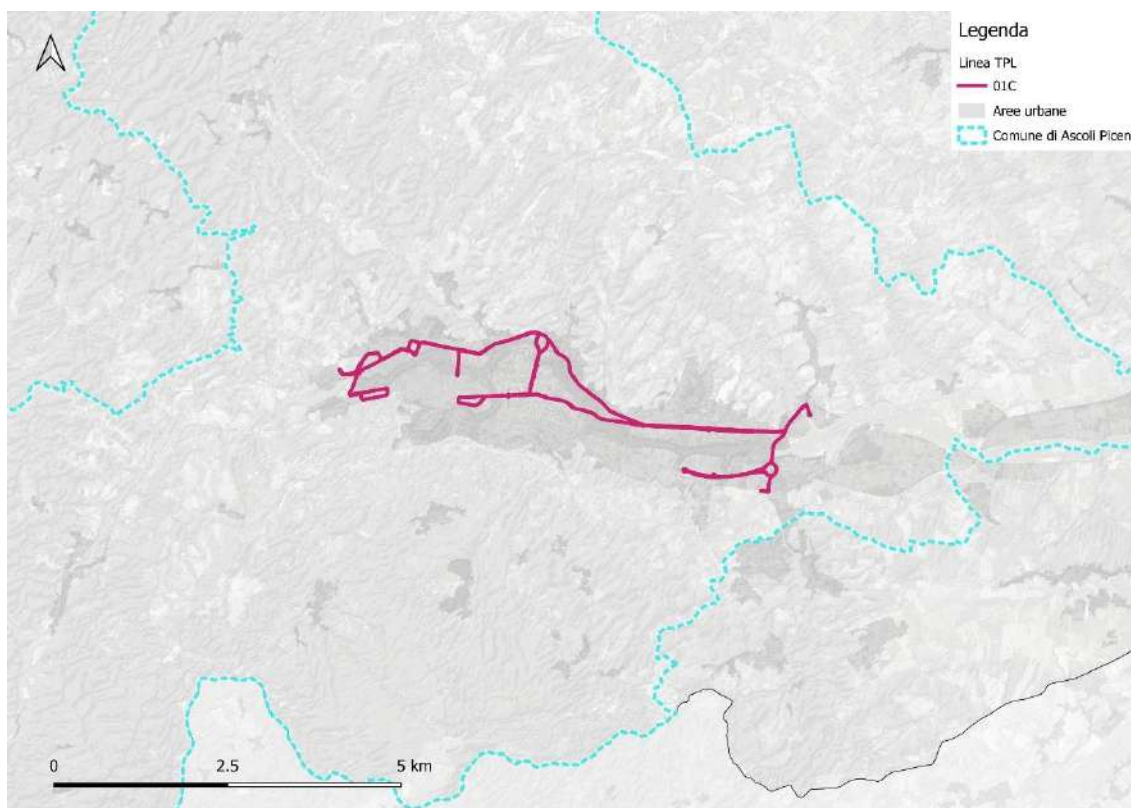 Legenda
Linea TPL
01C
Aree urbane
Comune di Ascoli Picen
0
2.5
5 km